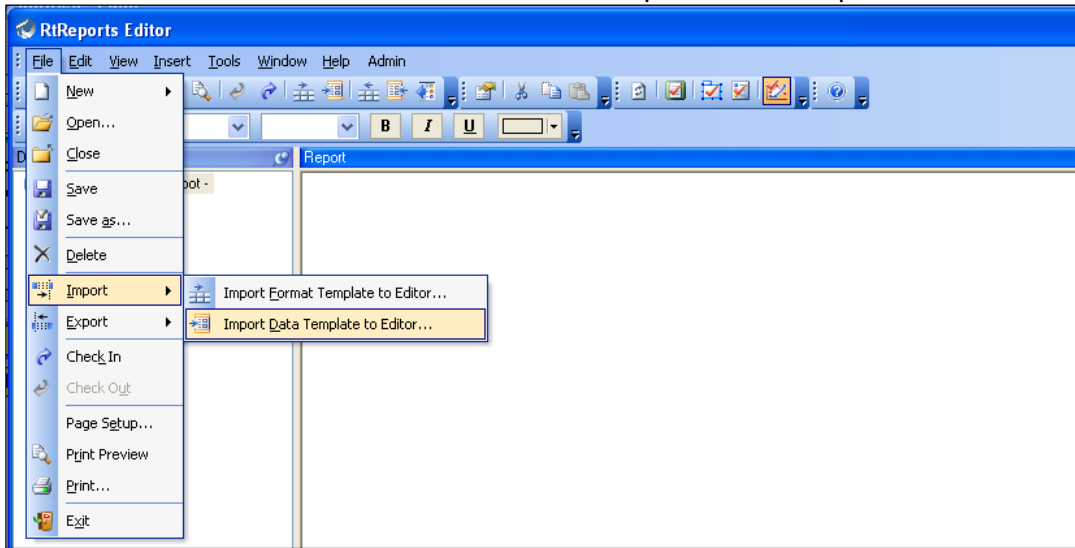 RtReports Editor
File Edit View Insert Tools Window Help Admin
New
Open...
B I U
Close
Report
Save
Save as...
Delete
Import
Import Format Template to Editor...
Export
Import Data Template to Editor...
Check In
Check Out
Page Setup...
Print Preview
Print...
Exit